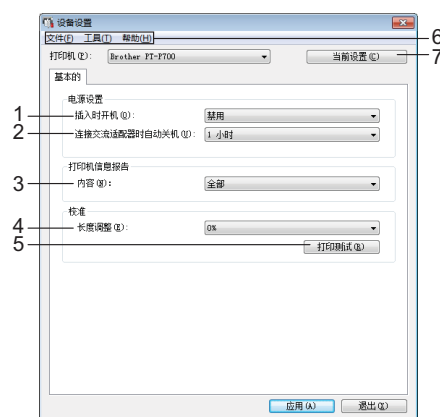 设备设置
文件(F) 工具(T) 帮助(H)
6
打印机(P): Brother PT-P700 当前设置(C)
7
基本的
电源设置
1
插入时开机(O): 禁用
2
连接交流适配器时自动关机(U): 1 小时
打印机信息报告
3
内容(N): 全部
校准
4
长度调整(E): 0%
5
打印测试(R)
应用(A) 退出(X)